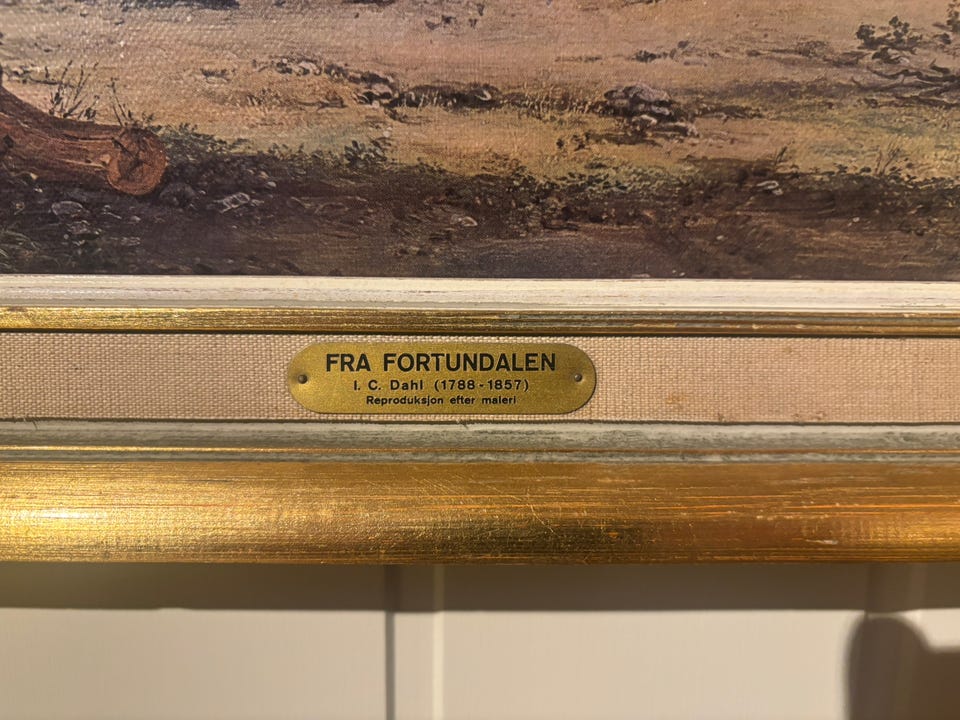 FRA FORTUNDALEN
I. C. Dahl (1788-1857)
Reproduksjon efter maleri